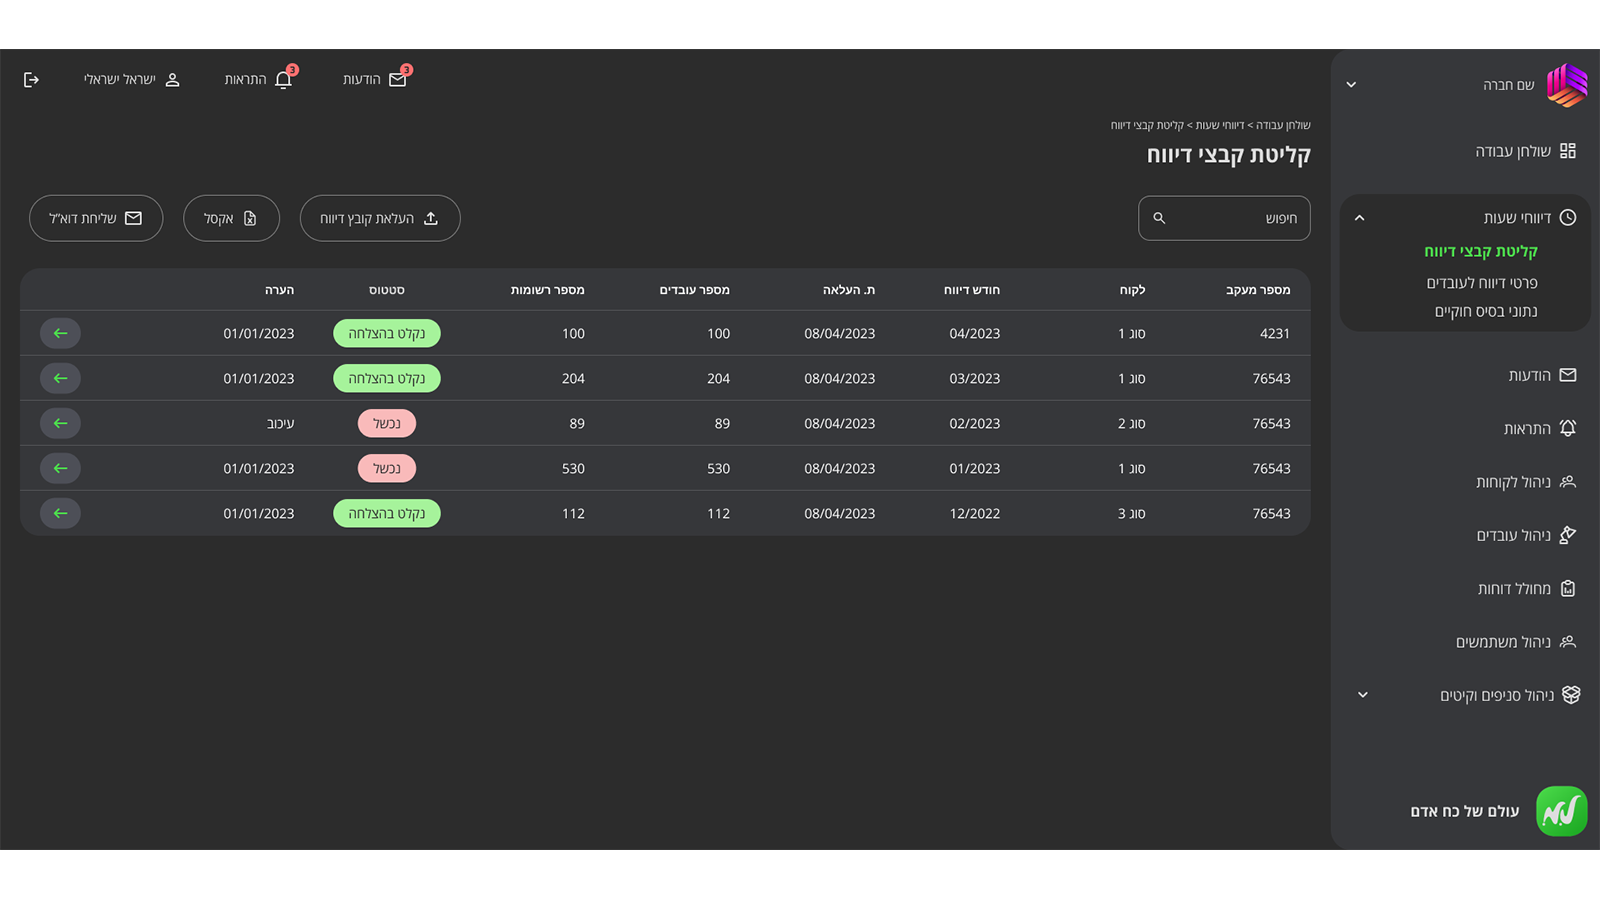 שם חברה
שולחן עבודה
דיווחי שעות
קליטת קבצי דיווח
פרטי דיווח לעובדים
נתוני בסיס חוקיים
הודעות
התראות
ניהול לקוחות
ניהול עובדים
מחולל דוחות
ניהול משתמשים
ניהול סניפים וקיטים
עולם של כח אדם
הודעות 3
התראות 3
ישראל ישראלי
שולחן עבודה > דיווחי שעות > קליטת קבצי דיווח
קליטת קבצי דיווח
חיפוש
העלאת קובץ דיווח
אקסל
שליחת דוא״ל
מספר מעקב לקוח חודש דיווח ת. העלאה מספר עובדים מספר רשומות סטטוס הערה
4231 סוג 1 04/2023 08/04/2023 100 100 נקלט בהצלחה 01/01/2023
76543 סוג 1 03/2023 08/04/2023 204 204 נקלט בהצלחה 01/01/2023
76543 סוג 2 02/2023 08/04/2023 89 89 נכשל עיכוב
76543 סוג 1 01/2023 08/04/2023 530 530 נכשל 01/01/2023
76543 סוג 3 12/2022 08/04/2023 112 112 נקלט בהצלחה 01/01/2023